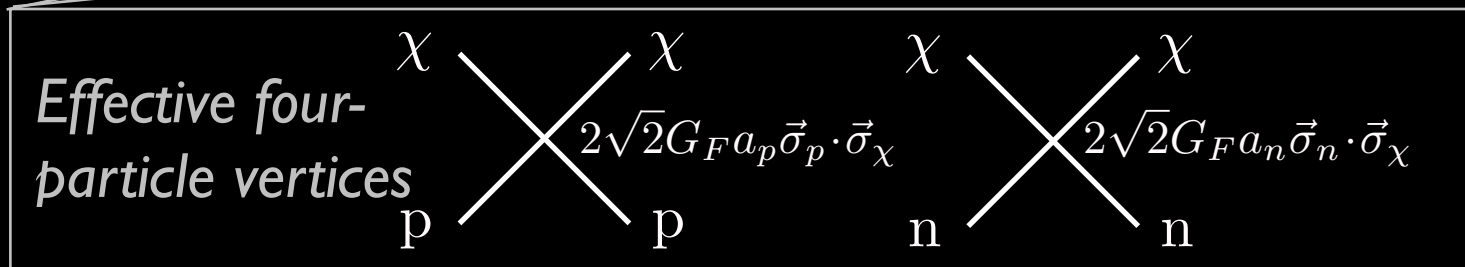 χ χ χ χ
Effective four-
2√2G_F a_p σ⃗_p·σ⃗_χ 2√2G_F a_n σ⃗_n·σ⃗_χ
particle vertices
p p n n